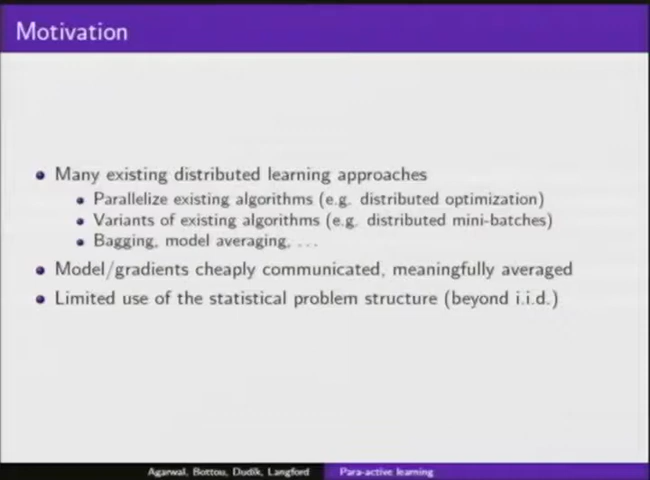 Motivation
Many existing distributed learning approaches
Parallelize existing algorithms (e.g. distributed optimization)
Variants of existing algorithms (e.g. distributed mini-batches)
Bagging, model averaging, ...
Model/gradients cheaply communicated, meaningfully averaged
Limited use of the statistical problem structure (beyond i.i.d.)
Agarwal, Bottou, Dudík, Langford
Para-active learning